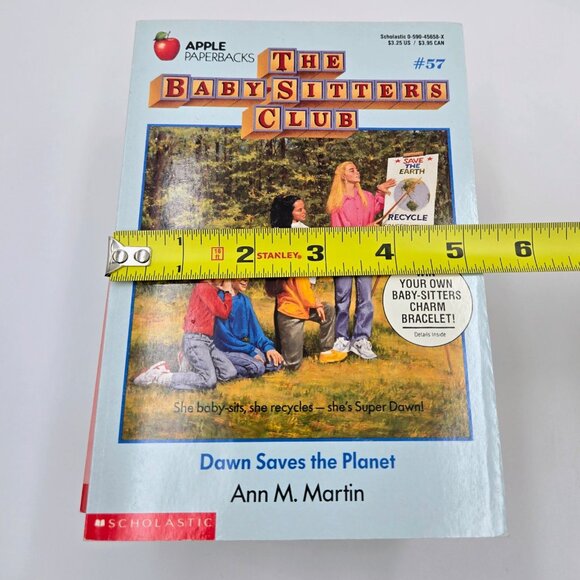 APPLE
PAPERBACKS
Scholastic 0-590-45658-X
$3.25 US / $3.95 CAN
THE
BABY-SITTERS
CLUB
#57
SAVE
THE
EARTH
RECYCLE
1 16 IN 2 STANLEY® 3 4 5 6
YOUR OWN
BABY-SITTERS
CHARM
BRACELET!
Details Inside
She baby-sits, she recycles — she's Super Dawn!
Dawn Saves the Planet
Ann M. Martin
SCHOLASTIC